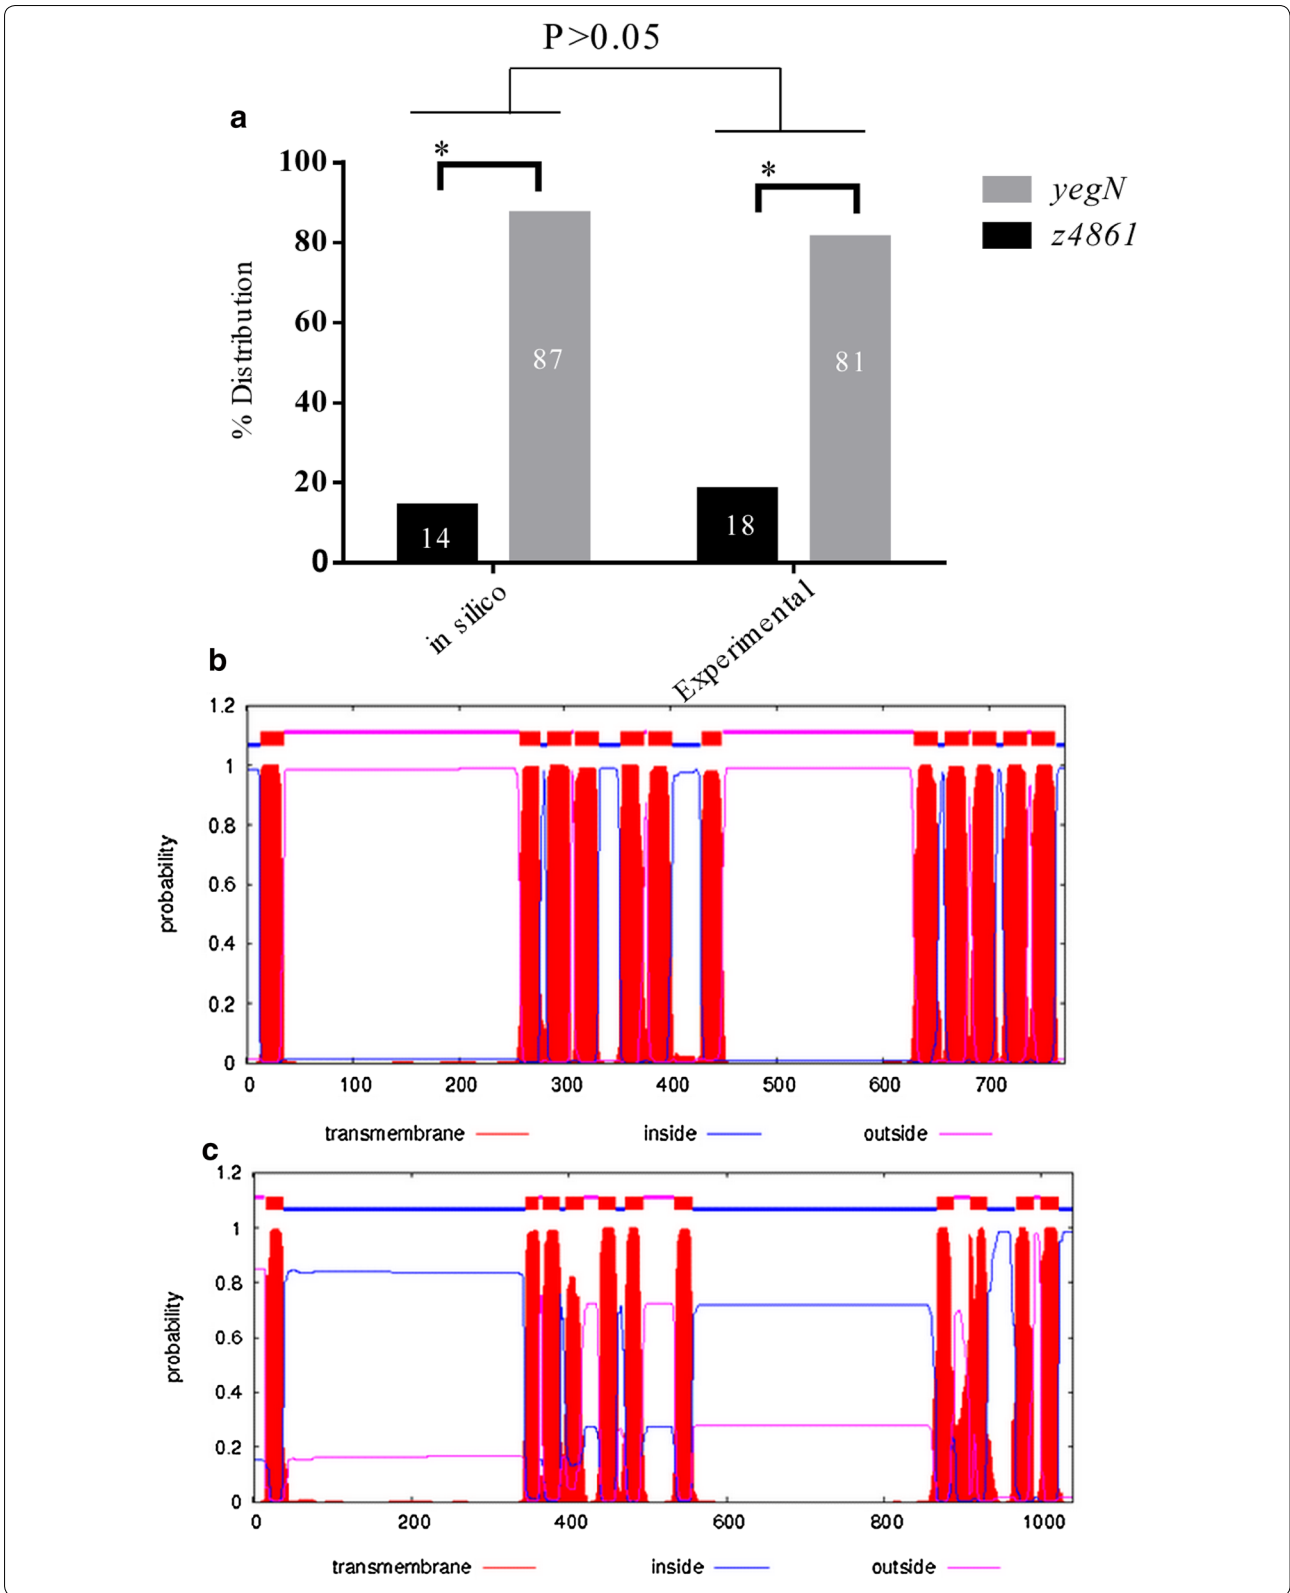 P>0.05
a
*
*
100
80
60
40
20
0
% Distribution
87
81
14
18
in silico
Experimental
yegN
z4861
b
1.2
1
0.8
0.6
0.4
0.2
0
probability
0 100 200 300 400 500 600 700
transmembrane inside outside
c
1.2
1
0.8
0.6
0.4
0.2
0
probability
0 200 400 600 800 1000
transmembrane inside outside